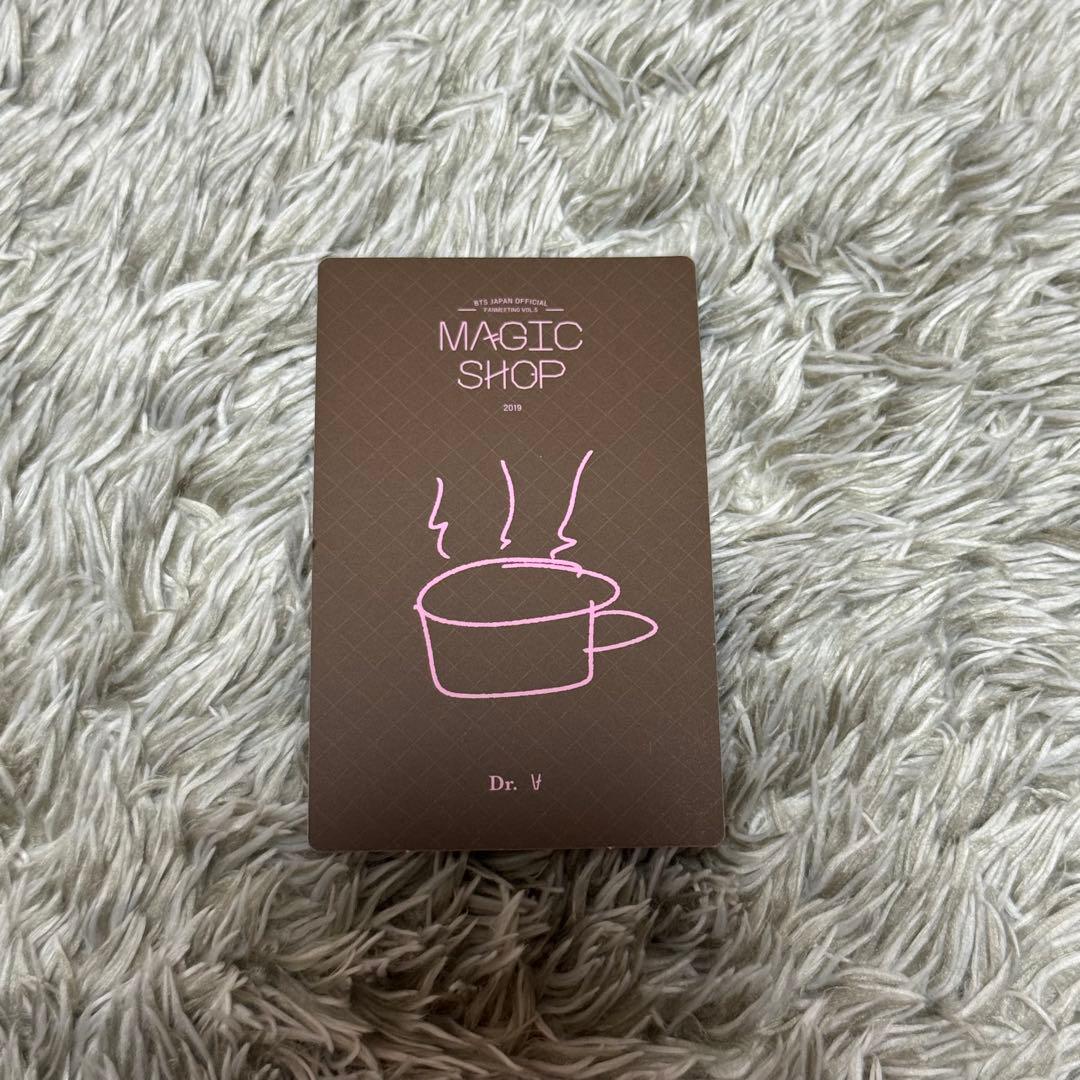 BTS JAPAN OFFICIAL
FANMEETING VOL.5
MAGIC
SHOP
2019
Dr. V